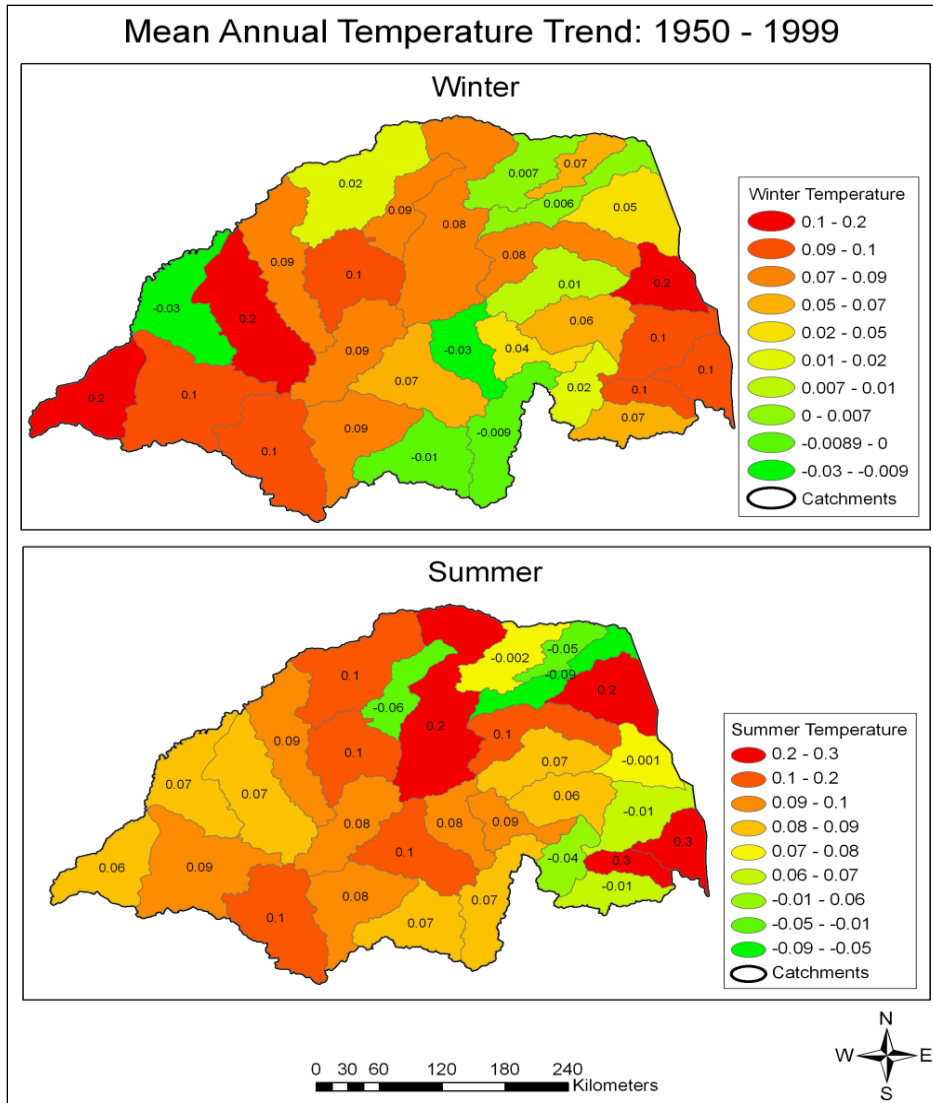 Mean Annual Temperature Trend: 1950 - 1999
Winter
0.007
0.07
0.02
0.006
0.05
0.09
0.08
0.09
0.08
0.1
0.01
0.2
-0.03
0.2
0.06
0.1
0.09
-0.03
0.04
0.1
0.2
0.1
0.07
0.02
0.1
0.07
0.1
0.09
-0.009
-0.01
Winter Temperature
0.1 - 0.2
0.09 - 0.1
0.07 - 0.09
0.05 - 0.07
0.02 - 0.05
0.01 - 0.02
0.007 - 0.01
0 - 0.007
-0.0089 - 0
-0.03 - -0.009
Catchments
Summer
-0.002
-0.05
0.1
-0.09
0.2
-0.06
0.2
0.1
0.09
0.1
0.07
-0.001
0.07
0.07
0.06
-0.01
0.08
0.08
0.09
0.3
0.06
0.09
0.1
-0.04
0.3
-0.01
0.1
0.08
0.07
0.07
Summer Temperature
0.2 - 0.3
0.1 - 0.2
0.09 - 0.1
0.08 - 0.09
0.07 - 0.08
0.06 - 0.07
-0.01 - 0.06
-0.05 - -0.01
-0.09 - -0.05
Catchments
N
W E
S
0 30 60 120 180 240
Kilometers